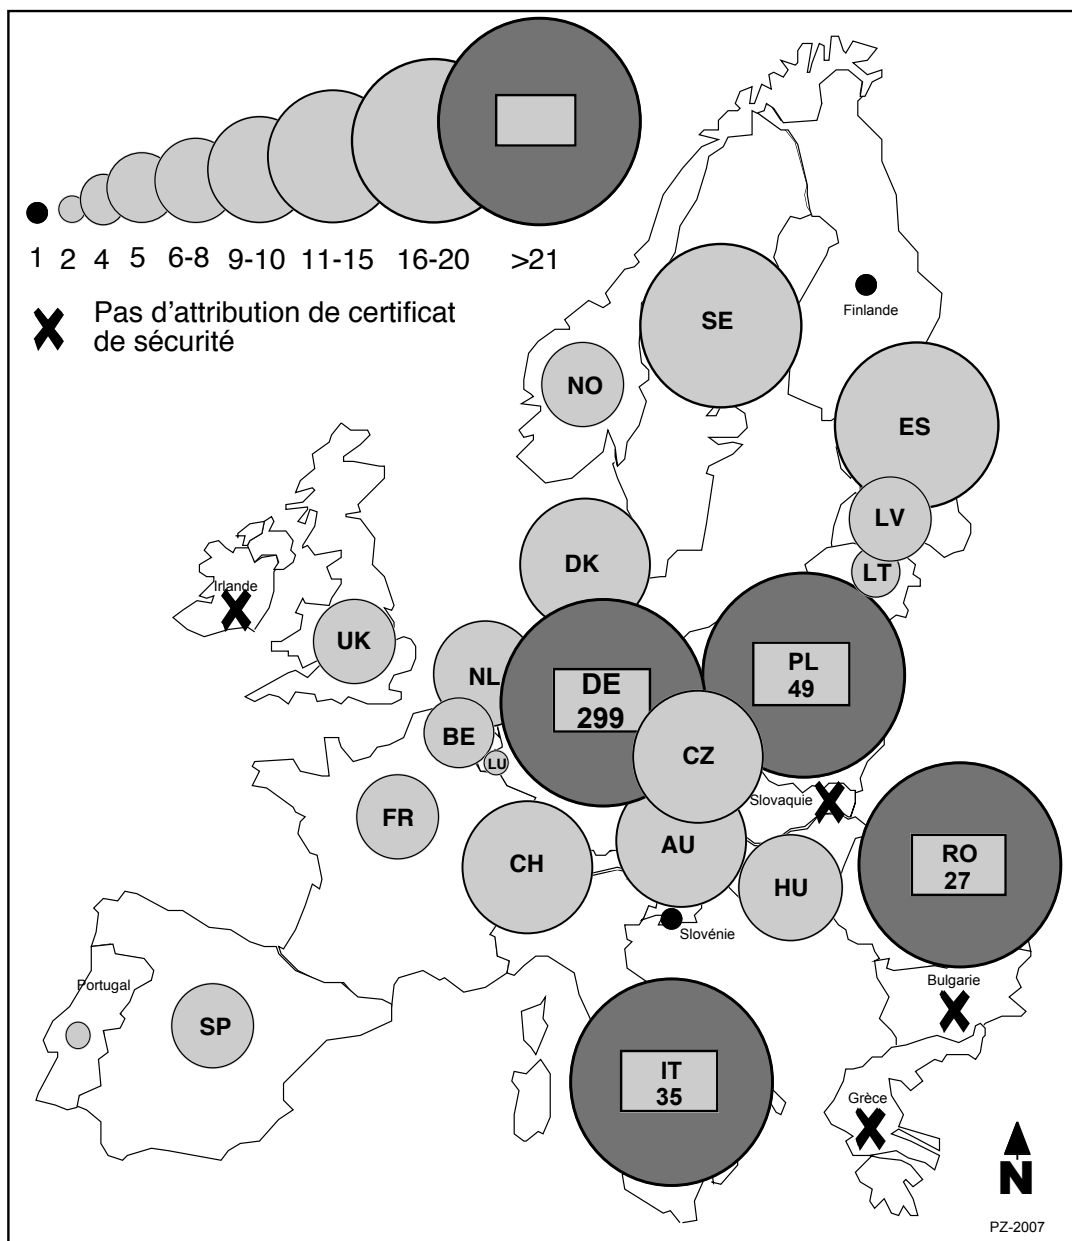 1 2 4 5 6-8 9-10 11-15 16-20 >21
Pas d'attribution de certificat
de sécurité
Finlande
SE
NO
ES
LV
LT
DK
Irlande
UK
NL
DE
299
PL
49
BE
LU
CZ
Slovaquie
FR
CH
AU
HU
RO
27
Slovénie
Portugal
SP
Bulgarie
IT
35
Grèce
N
PZ-2007